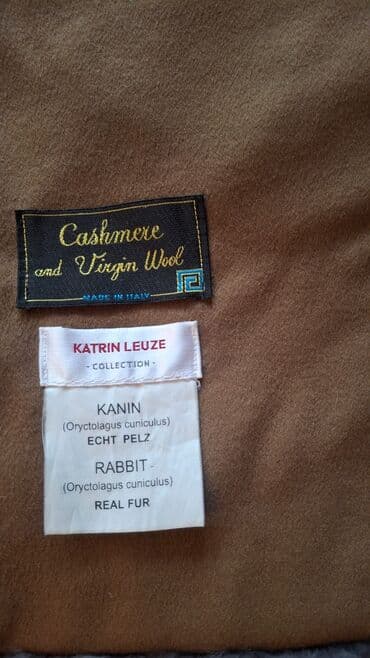 Cashmere
and Virgin Wool
MADE IN ITALY
KATRIN LEUZE
- COLLECTION -
KANIN
(Oryctolagus cuniculus)
ECHT PELZ
RABBIT -
(Oryctolagus cuniculus)
REAL FUR